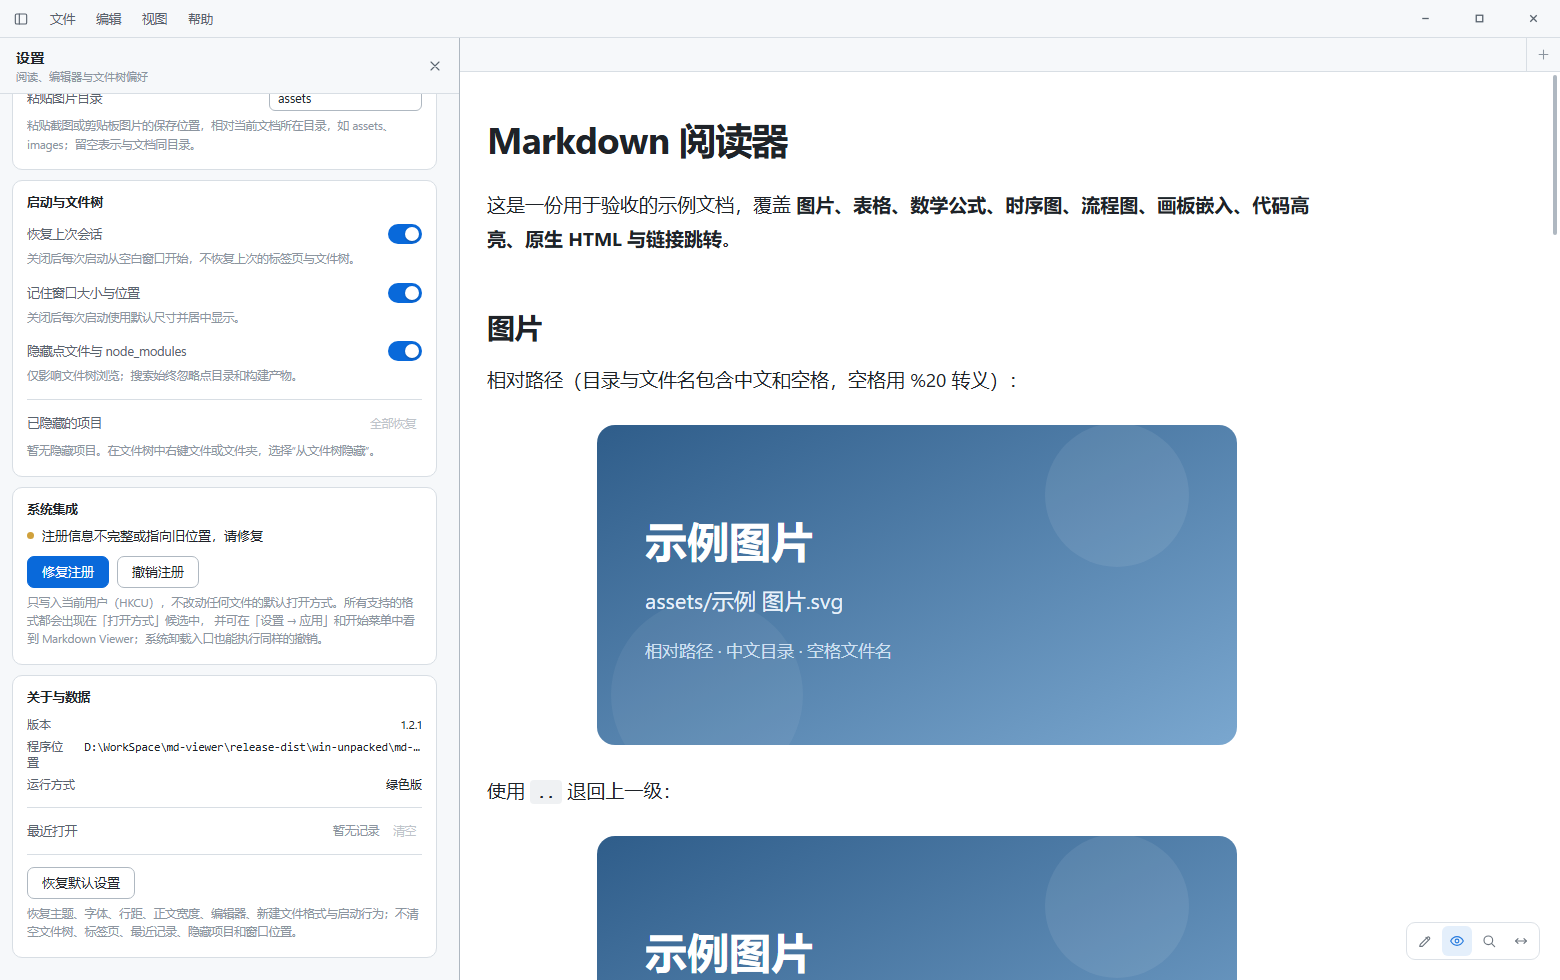 文件 编辑 视图 帮助
设置
阅读、编辑器与文件树偏好
粘贴图片目录 assets
粘贴截图或剪贴板图片的保存位置，相对当前文档所在目录，如 assets、
images；留空表示与文档同目录。
启动与文件树
恢复上次会话
关闭后每次启动从空白窗口开始，不恢复上次的标签页与文件树。
记住窗口大小与位置
关闭后每次启动使用默认尺寸并居中显示。
隐藏点文件与 node_modules
仅影响文件树浏览；搜索始终忽略点目录和构建产物。
已隐藏的项目 全部恢复
暂无隐藏项目。在文件树中右键文件或文件夹，选择“从文件树隐藏”。
系统集成
注册信息不完整或指向旧位置，请修复
修复注册 撤销注册
只写入当前用户（HKCU），不改动任何文件的默认打开方式。所有支持的格
式都会出现在「打开方式」候选中， 并可在「设置 → 应用」和开始菜单中看
到 Markdown Viewer；系统卸载入口也能执行同样的撤销。
关于与数据
版本 1.2.1
程序位置 D:\WorkSpace\md-viewer\release-dist\win-unpacked\md-…
运行方式 绿色版
最近打开 暂无记录 清空
恢复默认设置
恢复主题、字体、行距、正文宽度、编辑器、新建文件格式与启动行为；不清
空文件树、标签页、最近记录、隐藏项目和窗口位置。
Markdown 阅读器
这是一份用于验收的示例文档，覆盖 图片、表格、数学公式、时序图、流程图、画板嵌入、代码高
亮、原生 HTML 与链接跳转。
图片
相对路径（目录与文件名包含中文和空格，空格用 %20 转义）：
示例图片
assets/示例 图片.svg
相对路径 · 中文目录 · 空格文件名
使用 .. 退回上一级：
示例图片